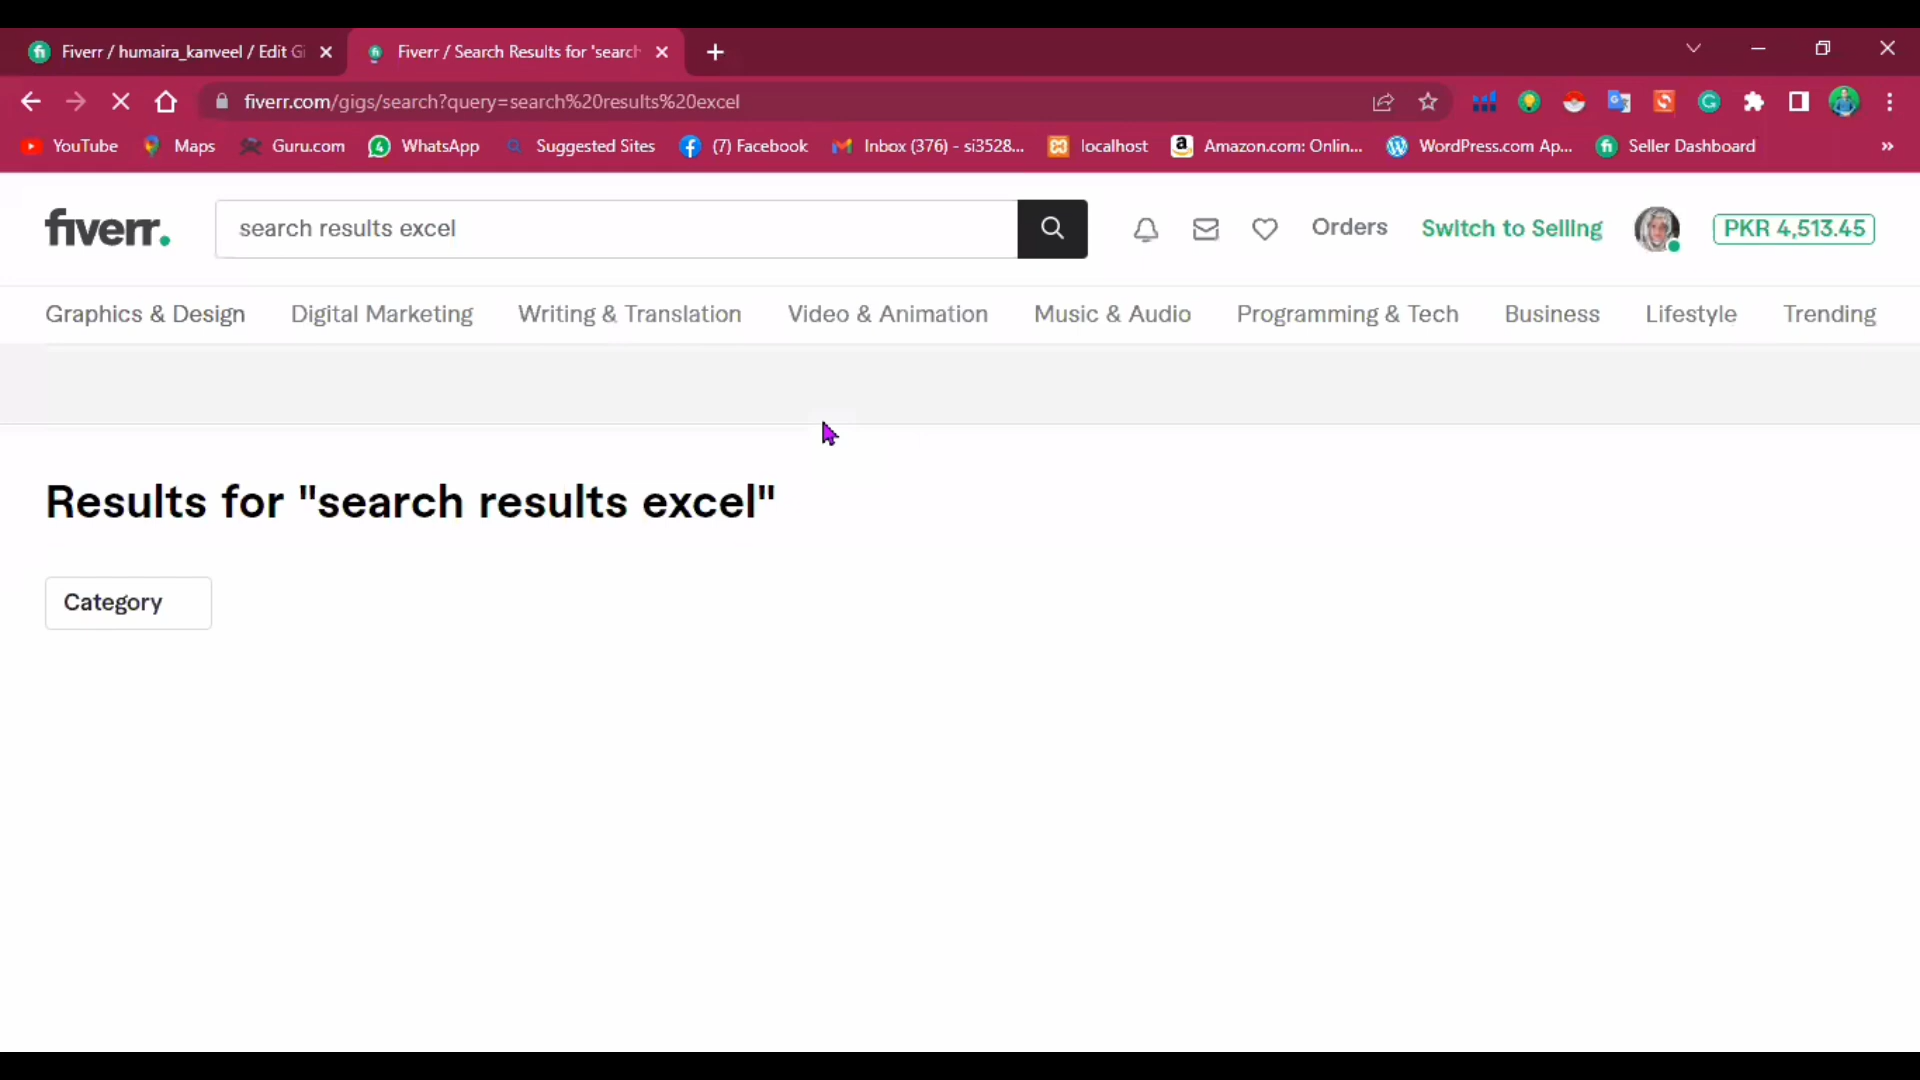 Fiverr / humaira_kanveel / Edit Gi
Fiverr / Search Results for 'search
fiverr.com/gigs/search?query=search%20results%20excel
YouTube Maps Guru.com WhatsApp Suggested Sites (7) Facebook Inbox (376) - si3528... localhost Amazon.com: Onlin... WordPress.com Ap... Seller Dashboard »
fiverr. search results excel Orders Switch to Selling PKR 4,513.45
Graphics & Design Digital Marketing Writing & Translation Video & Animation Music & Audio Programming & Tech Business Lifestyle Trending
Results for "search results excel"
Category